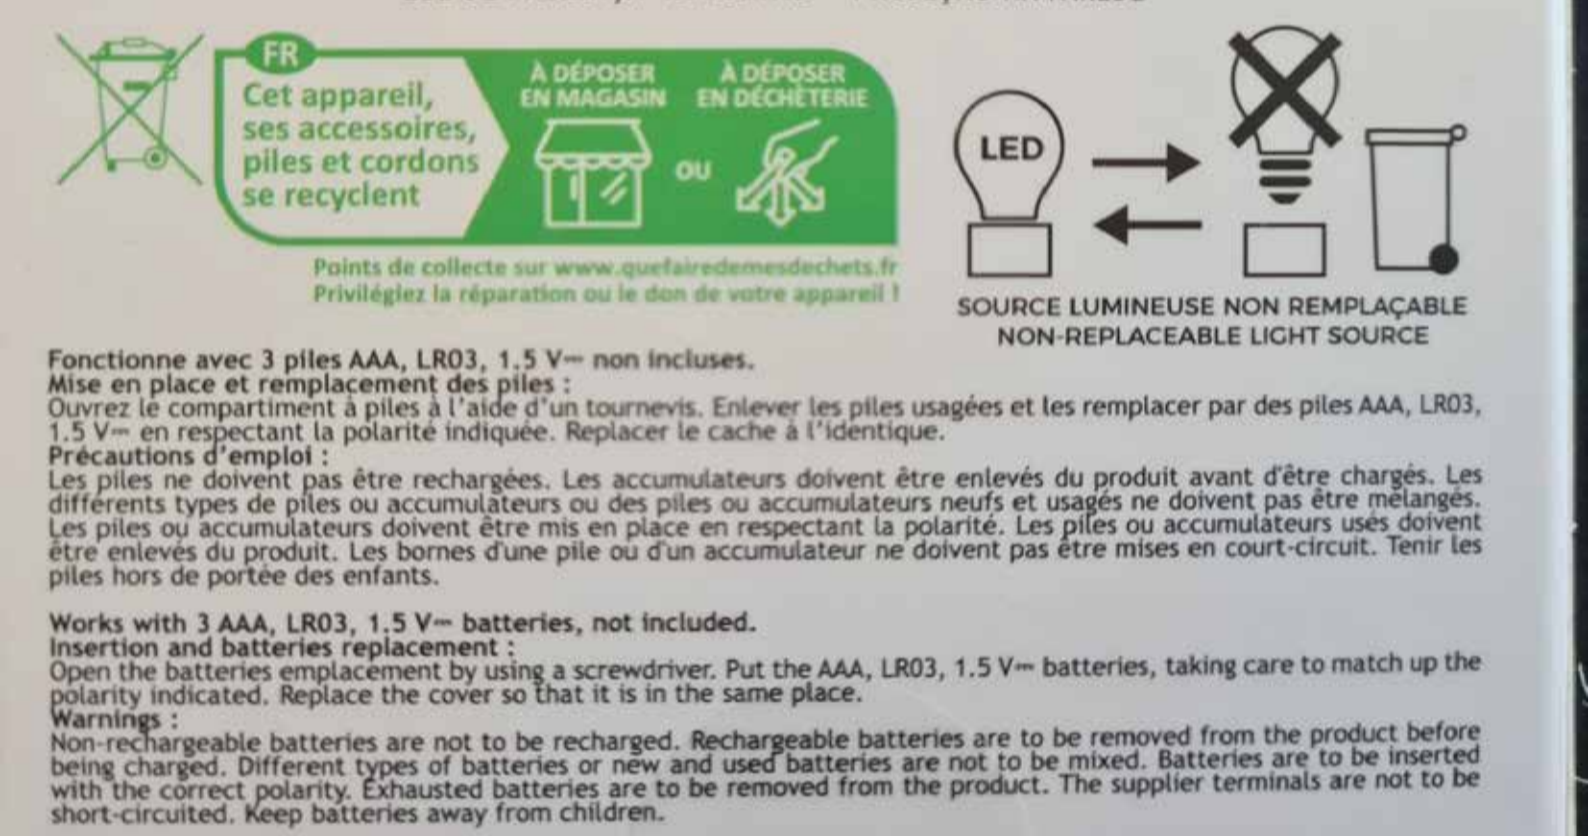 FR
Cet appareil,
ses accessoires,
piles et cordons
se recyclent
À DÉPOSER
EN MAGASIN
OU
À DÉPOSER
EN DÉCHÈTERIE
Points de collecte sur www.quefairedemesdechets.fr
Privilégiez la réparation ou le don de votre appareil !
LED
SOURCE LUMINEUSE NON REMPLAÇABLE
NON-REPLACEABLE LIGHT SOURCE
Fonctionne avec 3 piles AAA, LR03, 1.5 V⎓ non incluses.
Mise en place et remplacement des piles :
Ouvrez le compartiment à piles à l'aide d'un tournevis. Enlever les piles usagées et les remplacer par des piles AAA, LR03,
1.5 V⎓ en respectant la polarité indiquée. Replacer le cache à l'identique.
Précautions d'emploi :
Les piles ne doivent pas être rechargées. Les accumulateurs doivent être enlevés du produit avant d'être chargés. Les
différents types de piles ou accumulateurs ou des piles ou accumulateurs neufs et usagés ne doivent pas être mélangés.
Les piles ou accumulateurs doivent être mis en place en respectant la polarité. Les piles ou accumulateurs usés doivent
être enlevés du produit. Les bornes d'une pile ou d'un accumulateur ne doivent pas être mises en court-circuit. Tenir les
piles hors de portée des enfants.
Works with 3 AAA, LR03, 1.5 V⎓ batteries, not included.
Insertion and batteries replacement :
Open the batteries emplacement by using a screwdriver. Put the AAA, LR03, 1.5 V⎓ batteries, taking care to match up the
polarity indicated. Replace the cover so that it is in the same place.
Warnings :
Non-rechargeable batteries are not to be recharged. Rechargeable batteries are to be removed from the product before
being charged. Different types of batteries or new and used batteries are not to be mixed. Batteries are to be inserted
with the correct polarity. Exhausted batteries are to be removed from the product. The supplier terminals are not to be
short-circuited. Keep batteries away from children.